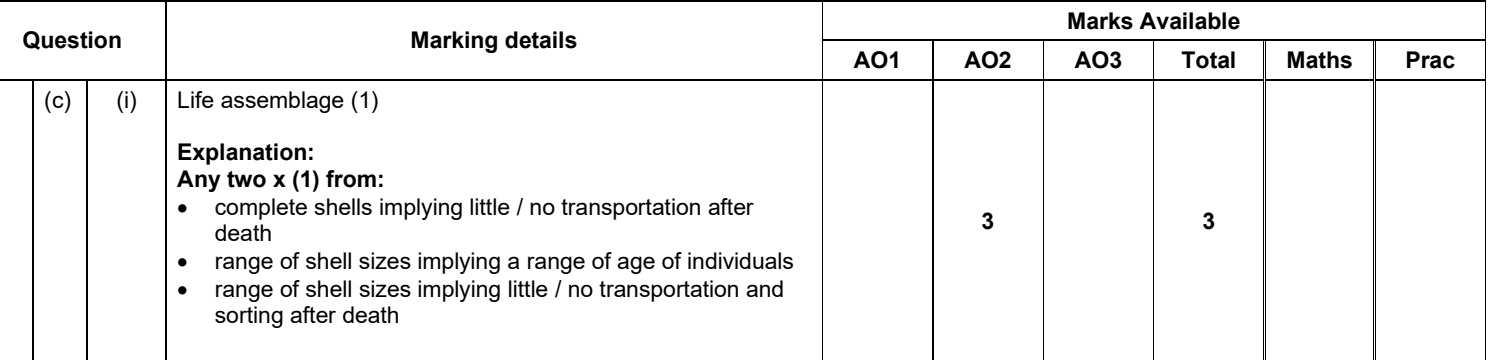 Question
Marking details
Marks Available
AO1 AO2 AO3 Total Maths Prac
(c) (i) Life assemblage (1)
Explanation:
Any two x (1) from:
• complete shells implying little / no transportation after
death
• range of shell sizes implying a range of age of individuals
• range of shell sizes implying little / no transportation and
sorting after death
3 3